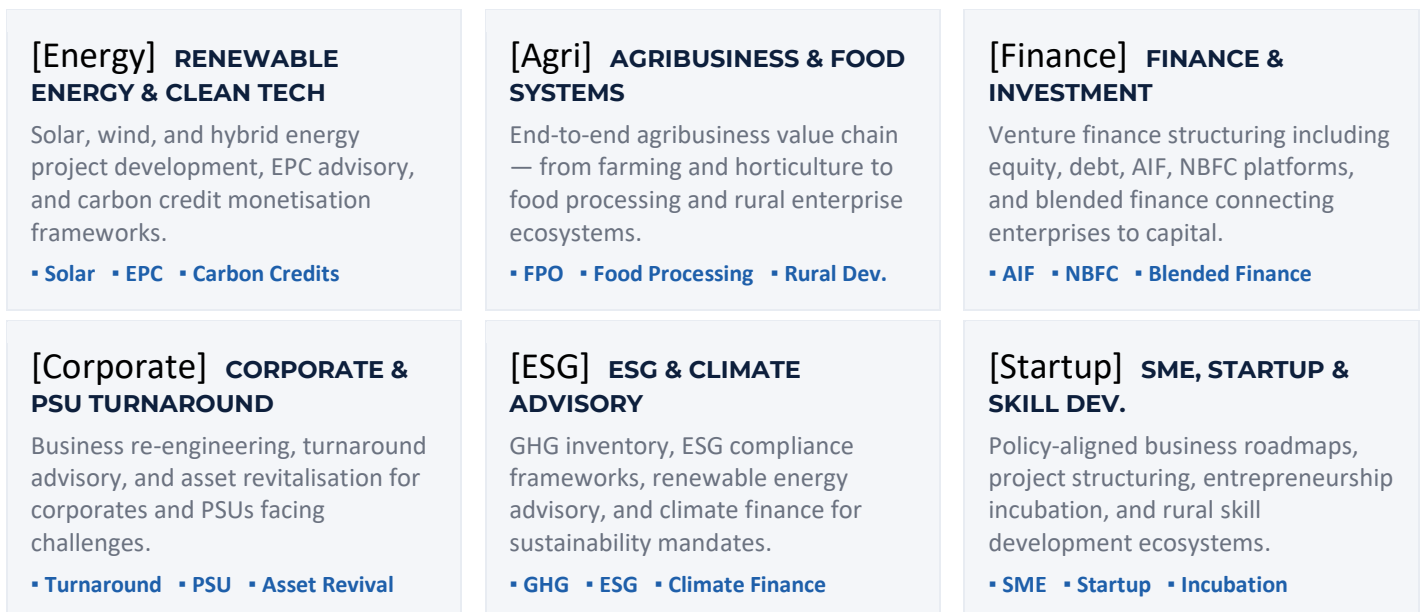 [Energy] RENEWABLE
ENERGY & CLEAN TECH
Solar, wind, and hybrid energy
project development, EPC advisory,
and carbon credit monetisation
frameworks.
▪ Solar ▪ EPC ▪ Carbon Credits
[Agri] AGRIBUSINESS & FOOD
SYSTEMS
End-to-end agribusiness value chain
— from farming and horticulture to
food processing and rural enterprise
ecosystems.
▪ FPO ▪ Food Processing ▪ Rural Dev.
[Finance] FINANCE &
INVESTMENT
Venture finance structuring including
equity, debt, AIF, NBFC platforms,
and blended finance connecting
enterprises to capital.
▪ AIF ▪ NBFC ▪ Blended Finance
[Corporate] CORPORATE &
PSU TURNAROUND
Business re-engineering, turnaround
advisory, and asset revitalisation for
corporates and PSUs facing
challenges.
▪ Turnaround ▪ PSU ▪ Asset Revival
[ESG] ESG & CLIMATE
ADVISORY
GHG inventory, ESG compliance
frameworks, renewable energy
advisory, and climate finance for
sustainability mandates.
▪ GHG ▪ ESG ▪ Climate Finance
[Startup] SME, STARTUP &
SKILL DEV.
Policy-aligned business roadmaps,
project structuring, entrepreneurship
incubation, and rural skill
development ecosystems.
▪ SME ▪ Startup ▪ Incubation